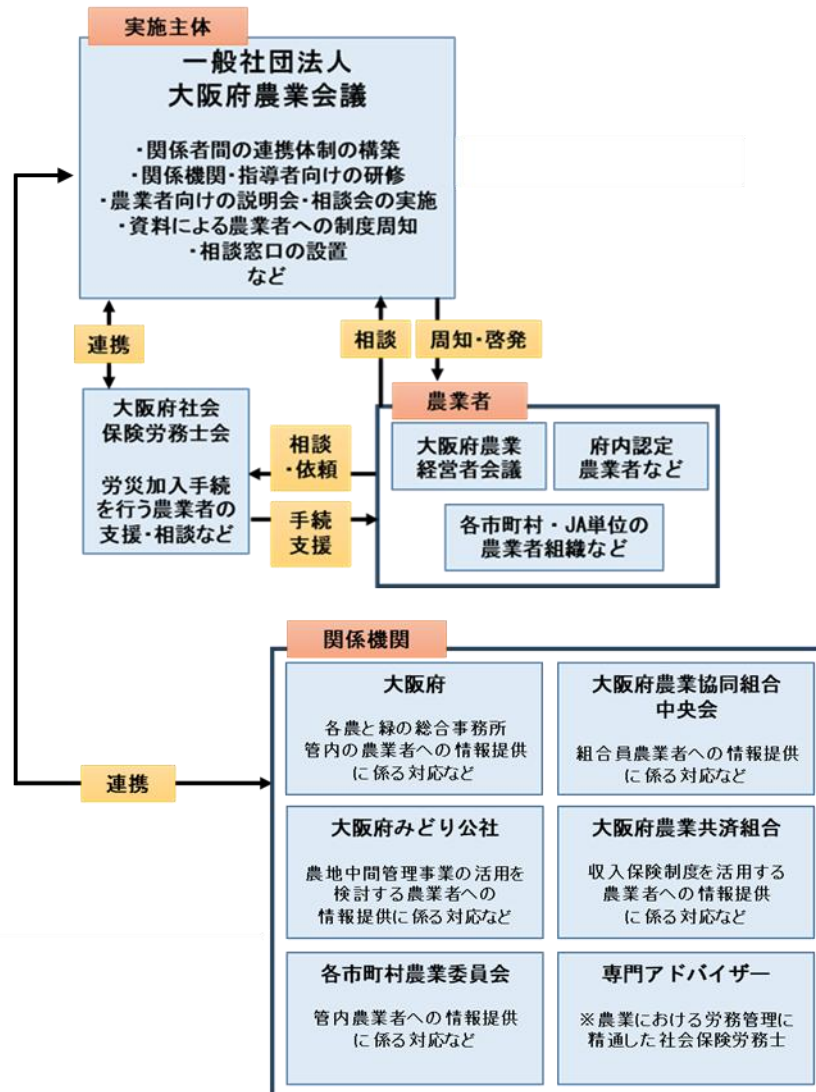 実施主体
一般社団法人
大阪府農業会議
・関係者間の連携体制の構築
・関係機関・指導者向けの研修
・農業者向けの説明会・相談会の実施
・資料による農業者への制度周知
・相談窓口の設置
など
連携
相談
周知・啓発
大阪府社会
保険労務士会
労災加入手続
を行う農業者の
支援・相談など
相談
・依頼
手続
支援
農業者
大阪府農業
経営者会議
府内認定
農業者など
各市町村・JA単位の
農業者組織など
連携
関係機関
大阪府
各農と緑の総合事務所
管内の農業者への情報提供
に係る対応など
大阪府農業協同組合
中央会
組合員農業者への情報提供
に係る対応など
大阪府みどり公社
農地中間管理事業の活用を
検討する農業者への
情報提供に係る対応など
大阪府農業共済組合
収入保険制度を活用する
農業者への情報提供
に係る対応など
各市町村農業委員会
管内農業者への情報提供
に係る対応など
専門アドバイザー
※農業における労務管理に
精通した社会保険労務士